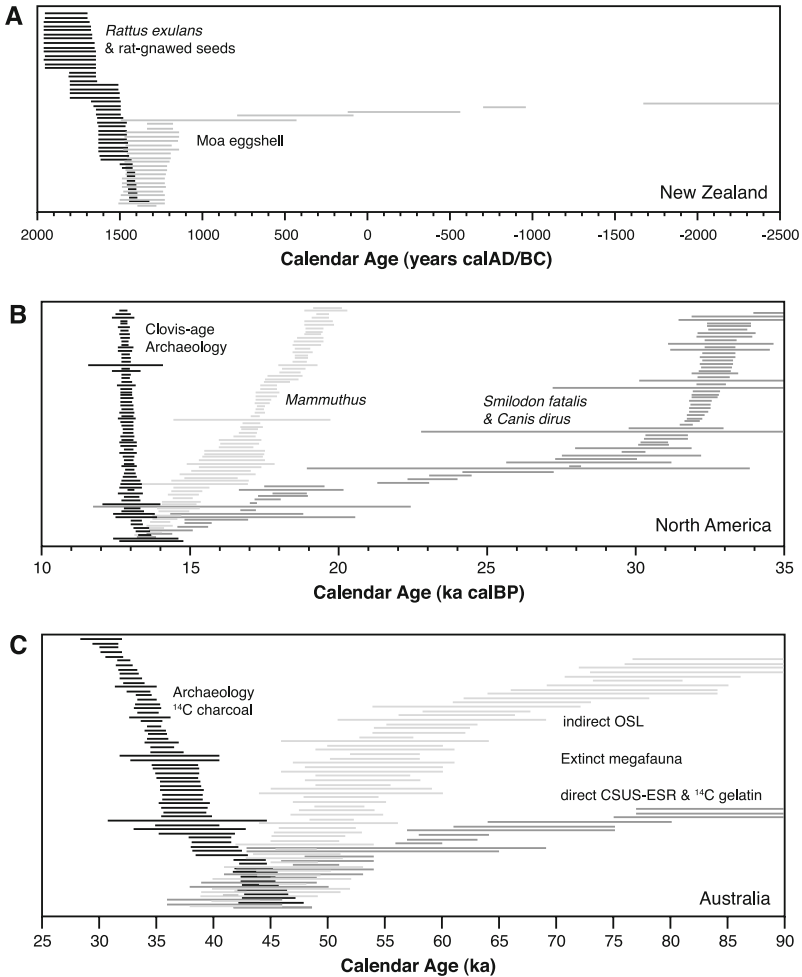 A
Rattus exulans
& rat-gnawed seeds
Moa eggshell
New Zealand
2000 1500 1000 500 0 -500 -1000 -1500 -2000 -2500
Calendar Age (years calAD/BC)
B
Clovis-age
Archaeology
Mammuthus
Smilodon fatalis
& Canis dirus
North America
10 15 20 25 30 35
Calendar Age (ka calBP)
C
Archaeology
¹⁴C charcoal
indirect OSL
Extinct megafauna
direct CSUS-ESR & ¹⁴C gelatin
Australia
25 30 35 40 45 50 55 60 65 70 75 80 85 90
Calendar Age (ka)